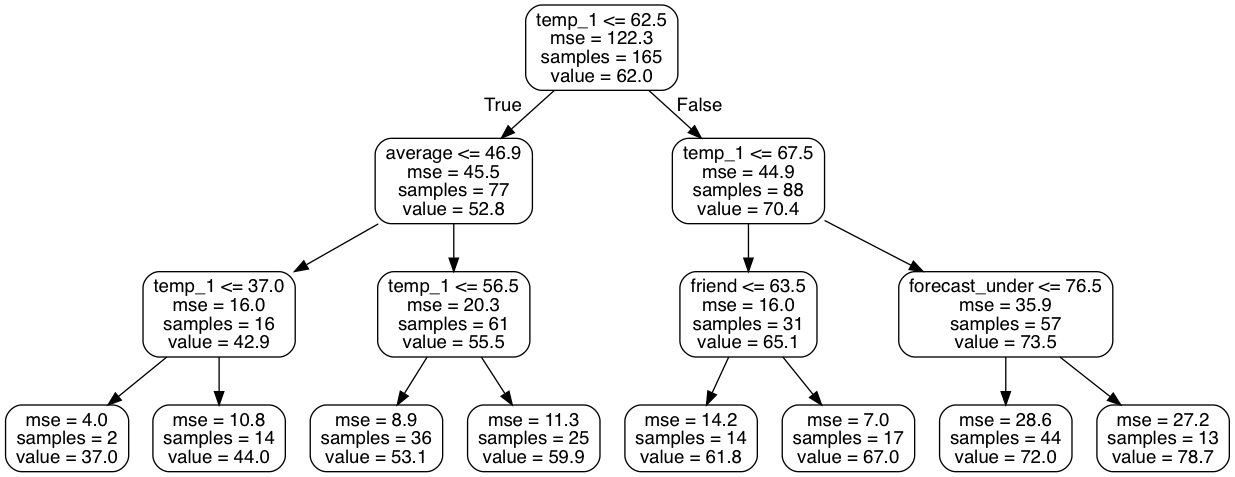 temp_1 <= 62.5
mse = 122.3
samples = 165
value = 62.0
True
False
average <= 46.9
mse = 45.5
samples = 77
value = 52.8
temp_1 <= 67.5
mse = 44.9
samples = 88
value = 70.4
temp_1 <= 37.0
mse = 16.0
samples = 16
value = 42.9
temp_1 <= 56.5
mse = 20.3
samples = 61
value = 55.5
friend <= 63.5
mse = 16.0
samples = 31
value = 65.1
forecast_under <= 76.5
mse = 35.9
samples = 57
value = 73.5
mse = 4.0
samples = 2
value = 37.0
mse = 10.8
samples = 14
value = 44.0
mse = 8.9
samples = 36
value = 53.1
mse = 11.3
samples = 25
value = 59.9
mse = 14.2
samples = 14
value = 61.8
mse = 7.0
samples = 17
value = 67.0
mse = 28.6
samples = 44
value = 72.0
mse = 27.2
samples = 13
value = 78.7